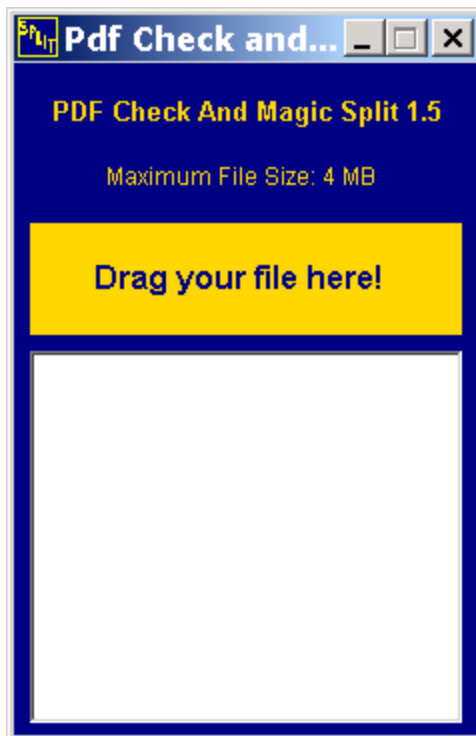 SPLIT
Pdf Check and...
PDF Check And Magic Split 1.5
Maximum File Size: 4 MB
Drag your file here!